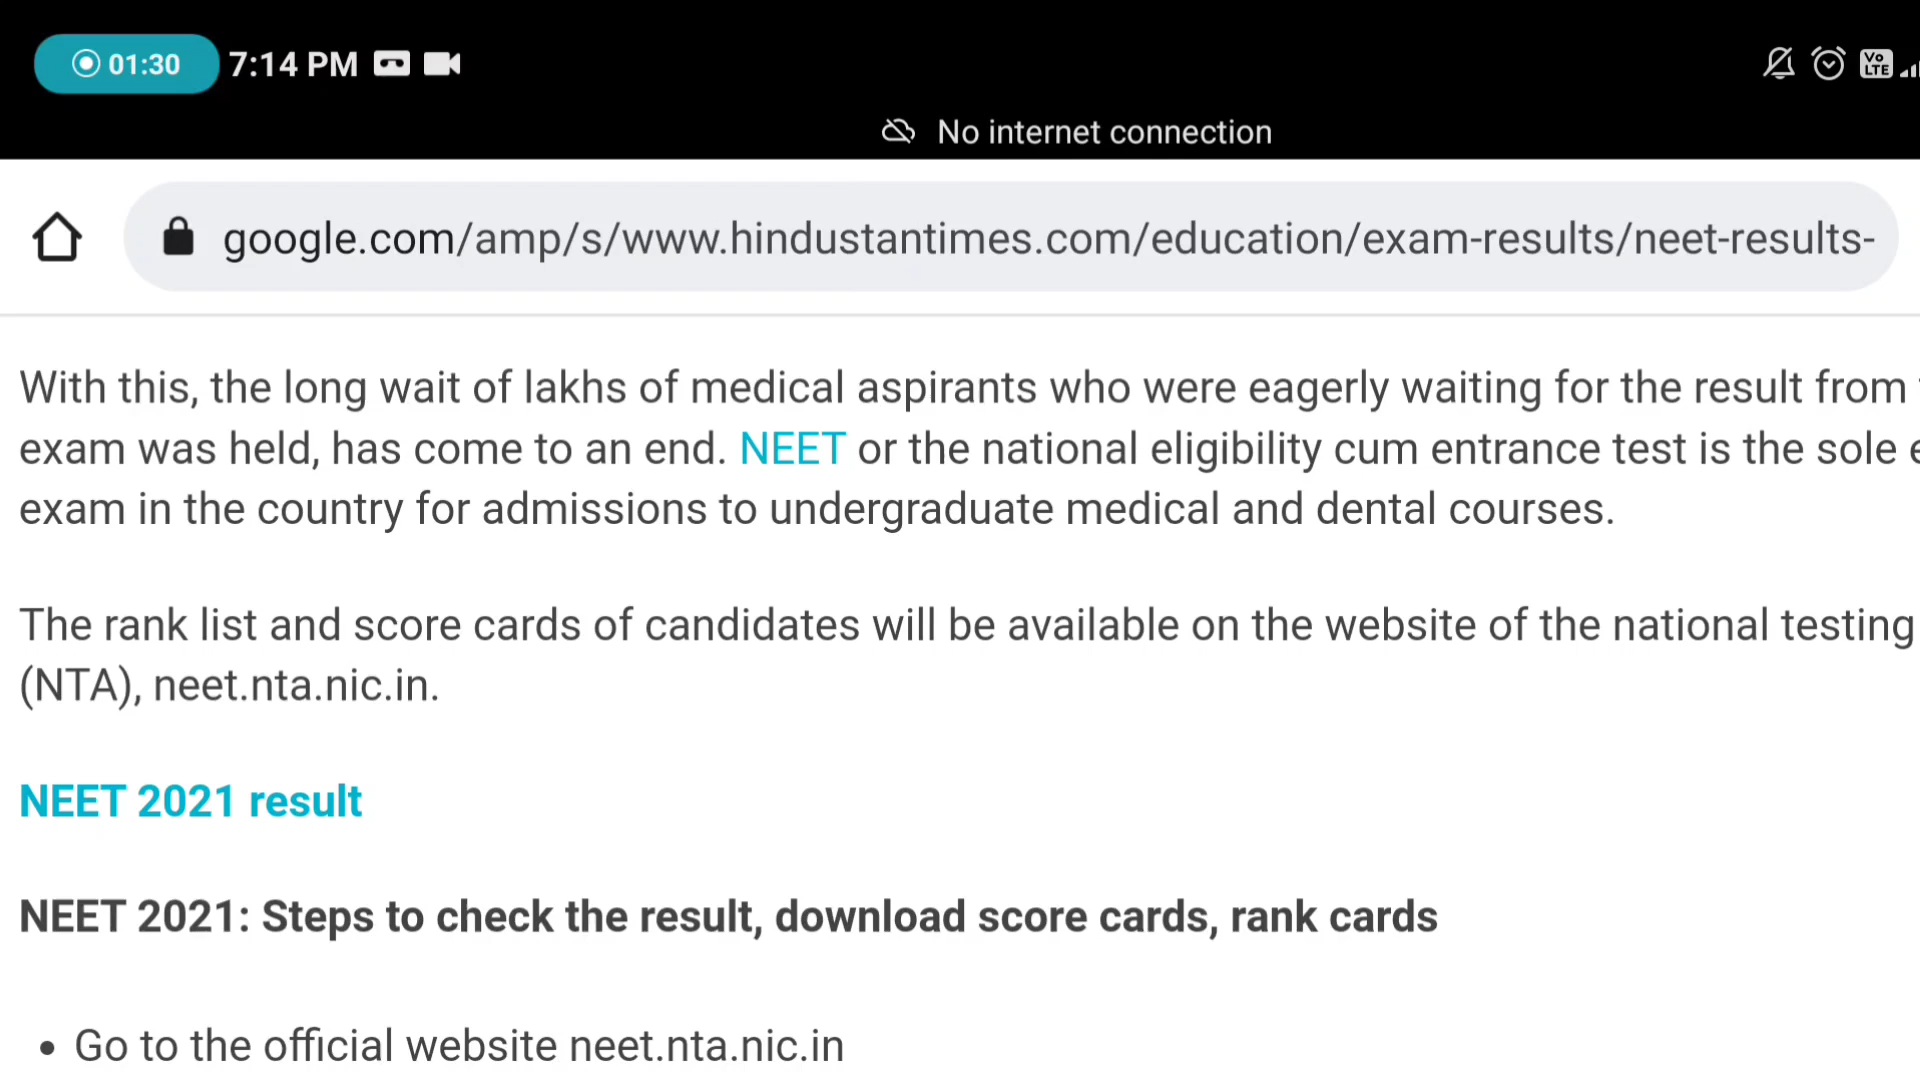 01:30 7:14 PM
Vo LTE
No internet connection
google.com/amp/s/www.hindustantimes.com/education/exam-results/neet-results-
With this, the long wait of lakhs of medical aspirants who were eagerly waiting for the result from
exam was held, has come to an end. NEET or the national eligibility cum entrance test is the sole
exam in the country for admissions to undergraduate medical and dental courses.
The rank list and score cards of candidates will be available on the website of the national testing
(NTA), neet.nta.nic.in.
NEET 2021 result
NEET 2021: Steps to check the result, download score cards, rank cards
• Go to the official website neet.nta.nic.in